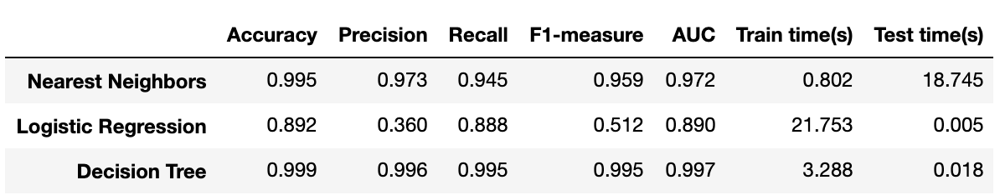 Accuracy Precision Recall F1-measure AUC Train time(s) Test time(s)
Nearest Neighbors 0.995 0.973 0.945 0.959 0.972 0.802 18.745
Logistic Regression 0.892 0.360 0.888 0.512 0.890 21.753 0.005
Decision Tree 0.999 0.996 0.995 0.995 0.997 3.288 0.018